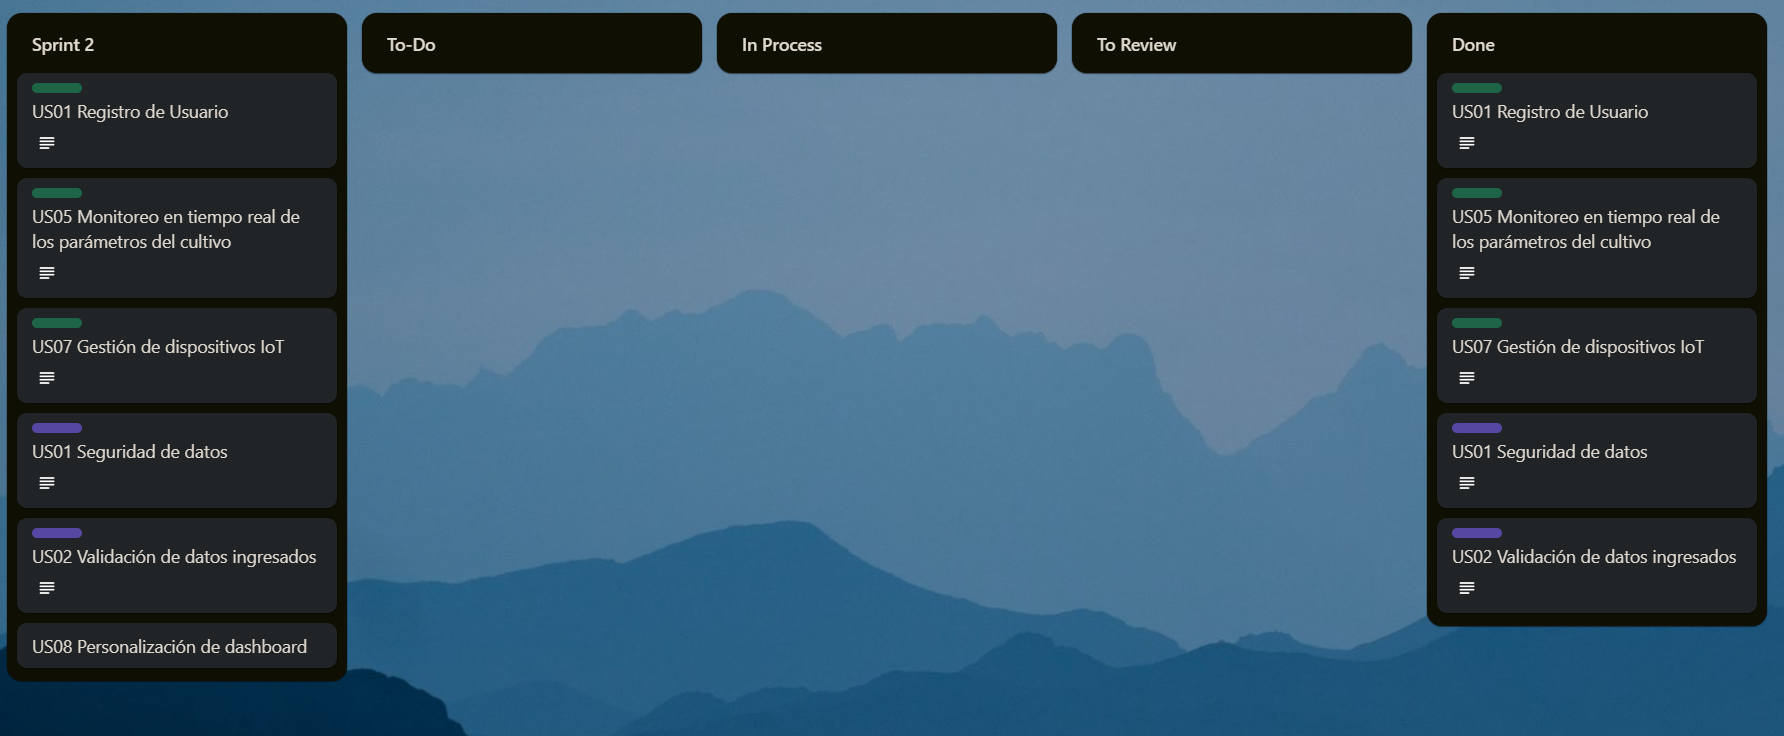 Sprint 2
US01 Registro de Usuario
US05 Monitoreo en tiempo real de
los parámetros del cultivo
US07 Gestión de dispositivos IoT
US01 Seguridad de datos
US02 Validación de datos ingresados
US08 Personalización de dashboard
To-Do
In Process
To Review
Done
US01 Registro de Usuario
US05 Monitoreo en tiempo real de
los parámetros del cultivo
US07 Gestión de dispositivos IoT
US01 Seguridad de datos
US02 Validación de datos ingresados